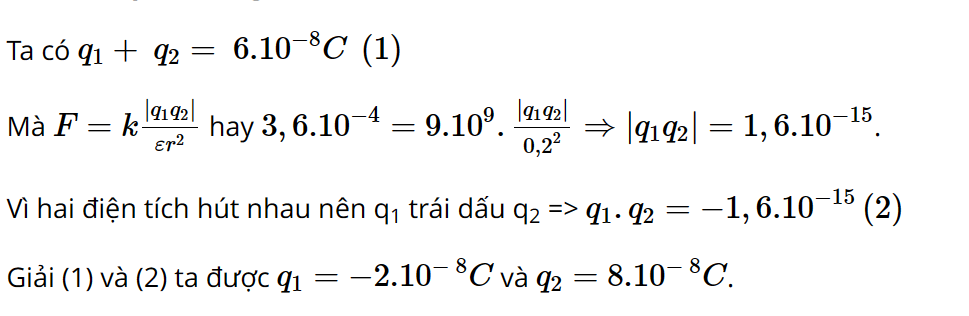 Ta có q₁ + q₂ = 6.10⁻⁸C (1)
Mà F = k|q₁q₂|/εr² hay 3,6.10⁻⁴ = 9.10⁹.|q₁q₂|/0,2² ⇒ |q₁q₂| = 1,6.10⁻¹⁵.
Vì hai điện tích hút nhau nên q₁ trái dấu q₂ => q₁.q₂ = −1,6.10⁻¹⁵ (2)
Giải (1) và (2) ta được q₁ = −2.10⁻⁸C và q₂ = 8.10⁻⁸C.